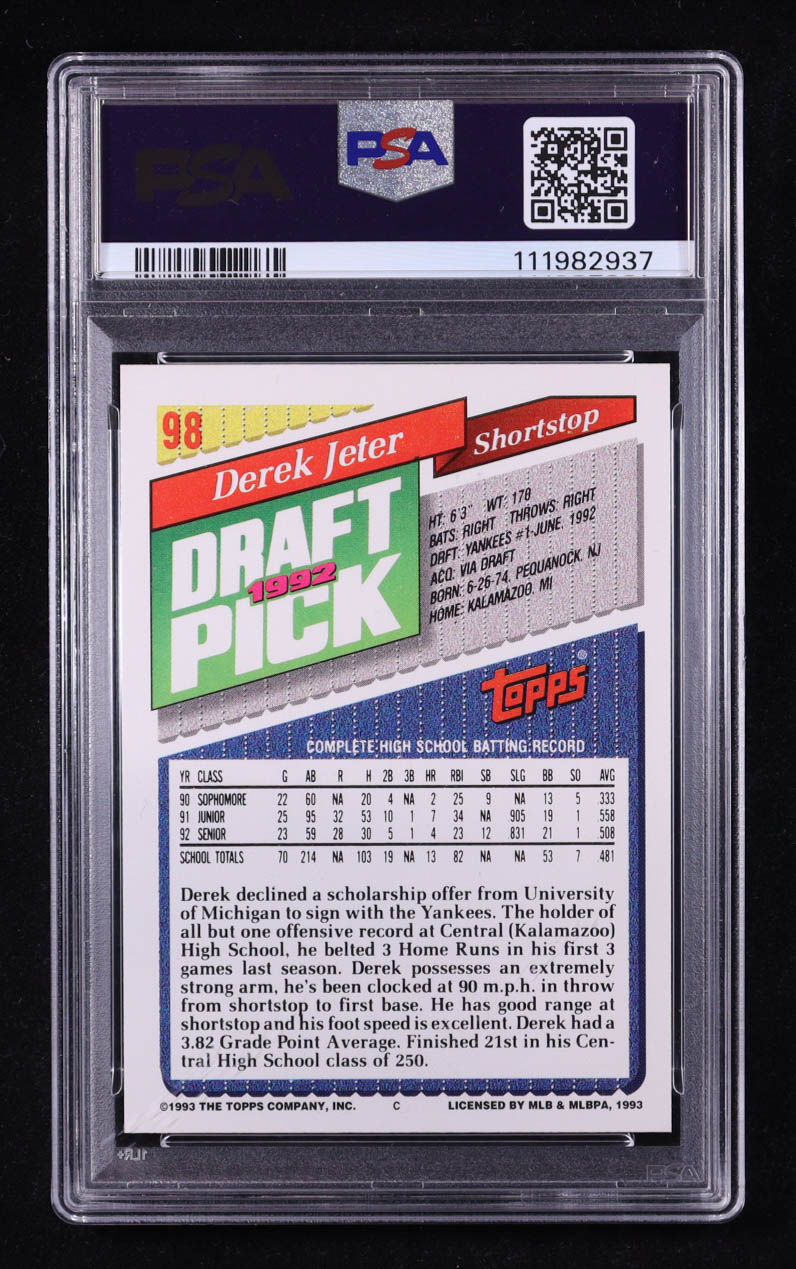 PSA
PSA
111982937
98
Derek Jeter
Shortstop
DRAFT
1992
PICK
HT: 6'3" WT: 178
BATS: RIGHT THROWS: RIGHT
DRFT: YANKEES #1-JUNE, 1992
ACQ: VIA DRAFT
BORN: 6-26-74, PEQUANOCK, NJ
HOME: KALAMAZOO, MI
TOPPS®
COMPLETE HIGH SCHOOL BATTING RECORD
YR CLASS G AB R H 2B 3B HR RBI SB SLG BB SO AVG
90 SOPHOMORE 22 60 NA 20 4 NA 2 25 9 NA 13 5 .333
91 JUNIOR 25 95 32 53 10 1 7 34 NA .905 19 1 .558
92 SENIOR 23 59 28 30 5 1 4 23 12 .831 21 1 .508
SCHOOL TOTALS 70 214 NA 103 19 NA 13 82 NA NA 53 7 .481
Derek declined a scholarship offer from University
of Michigan to sign with the Yankees. The holder of
all but one offensive record at Central (Kalamazoo)
High School, he belted 3 Home Runs in his first 3
games last season. Derek possesses an extremely
strong arm, he's been clocked at 90 m.p.h. in throw
from shortstop to first base. He has good range at
shortstop and his foot speed is excellent. Derek had a
3.82 Grade Point Average. Finished 21st in his Cen-
tral High School class of 250.
©1993 THE TOPPS COMPANY, INC. C LICENSED BY MLB & MLBPA, 1993
1LR+
PSA